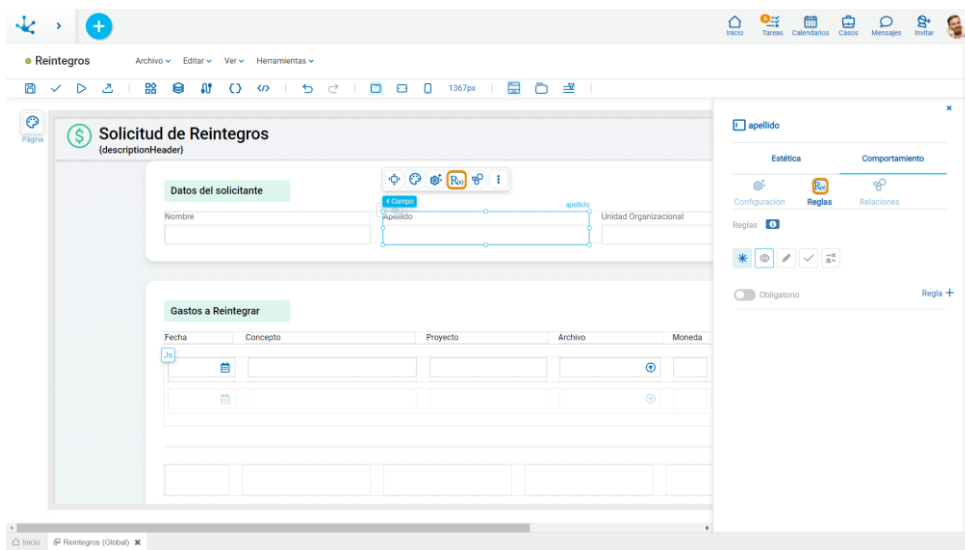 +
6
Inicio Tareas Calendarios Casos Mensajes Invitar
Reintegros Archivo Editar Ver Herramientas
1367px
Página
Solicitud de Reintegros
{descriptionHeader}
apellido
Estética Comportamiento
Datos del solicitante
Campo
apellido
Configuración Reglas Relaciones
Nombre Apellido Unidad Organizacional
Reglas
Obligatorio Regla +
Gastos a Reintegrar
Fecha Concepto Proyecto Archivo Moneda
Js
Inicio Reintegros (Global)